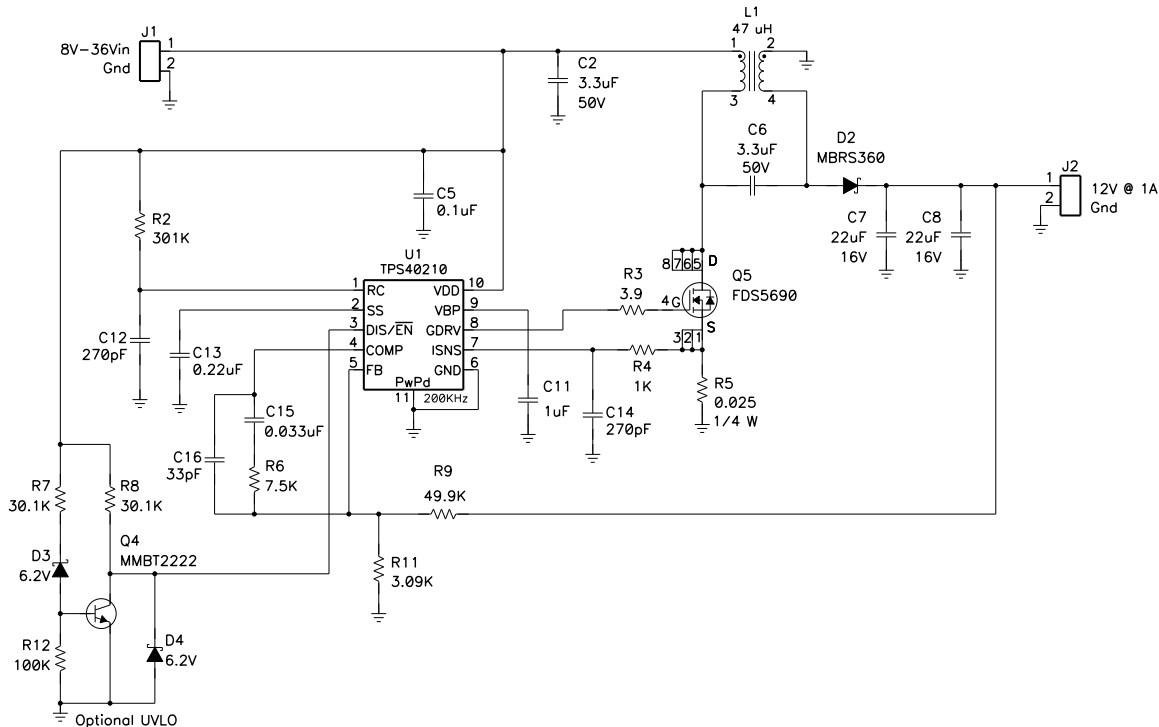 L1
47 uH
1 2
3 4
J1
8V-36Vin 1
Gnd 2
C2
3.3uF
50V
C6
3.3uF
50V
D2
MBRS360
J2
1 12V @ 1A
2 Gnd
C5
0.1uF
R2
301K
C7
22uF
16V
C8
22uF
16V
U1
TPS40210
1 RC VDD 10
2 SS VBP 9
3 DIS/EN GDRV 8
4 COMP ISNS 7
5 FB GND 6
PwPd
11 200KHz
8 7 6 5 D
Q5
FDS5690
4 G
S
3 2 1
R3
3.9
R4
1K
R5
0.025
1/4 W
C12
270pF
C13
0.22uF
C11
1uF
C14
270pF
C15
0.033uF
C16
33pF
R6
7.5K
R9
49.9K
R7
30.1K
R8
30.1K
Q4
MMBT2222
D3
6.2V
R11
3.09K
R12
100K
D4
6.2V
Optional UVLO